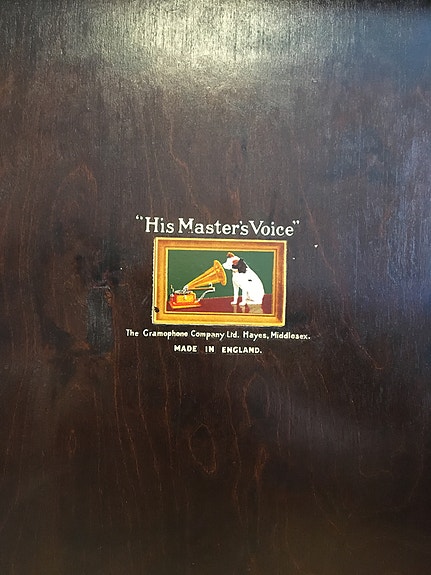 "His Master's Voice"
The Gramophone Company Ltd. Hayes, Middlesex.
MADE IN ENGLAND.